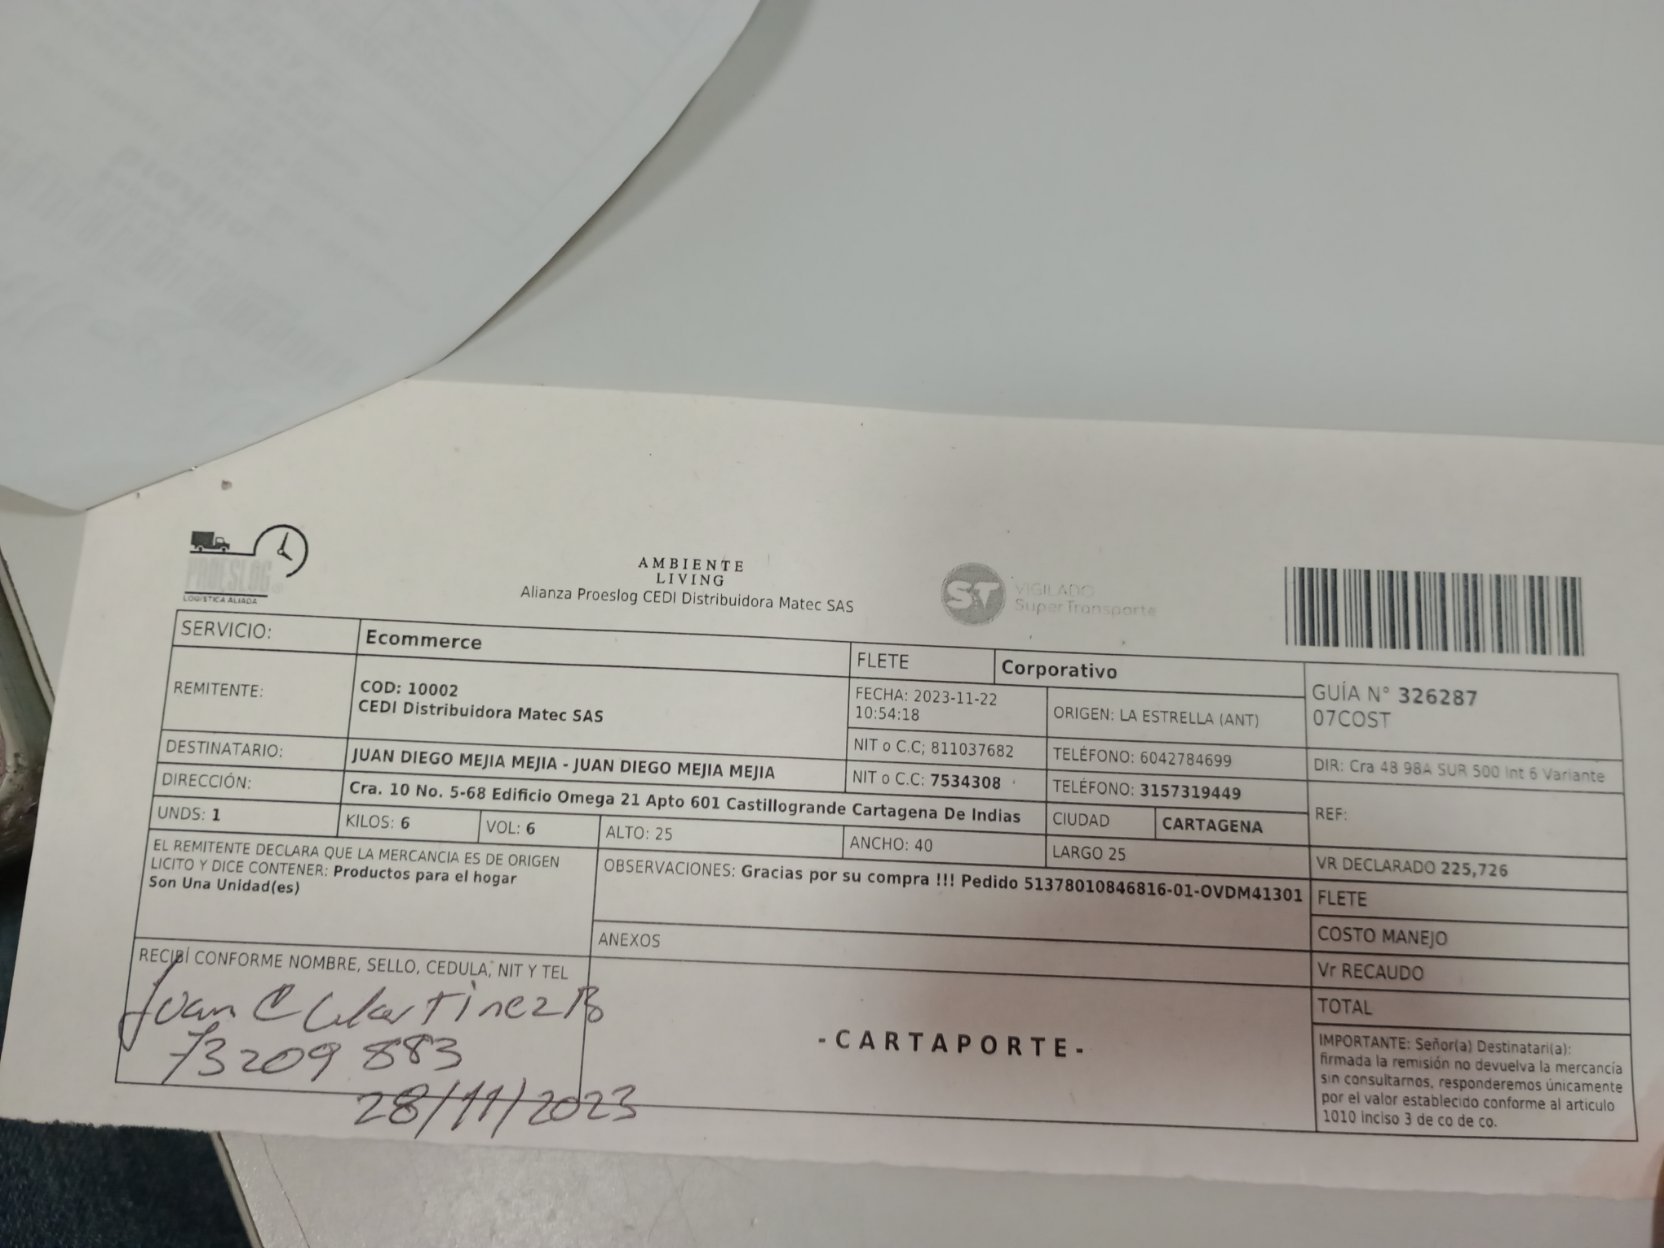 PROESLOG
LOGÍSTICA ALIADA
AMBIENTE
LIVING
Alianza Proeslog CEDI Distribuidora Matec SAS
ST
VIGILADO
SuperTransporte
SERVICIO: Ecommerce
FLETE Corporativo
REMITENTE: COD: 10002
CEDI Distribuidora Matec SAS
FECHA: 2023-11-22
10:54:18
ORIGEN: LA ESTRELLA (ANT)
GUÍA N° 326287
07COST
NIT o C.C; 811037682
TELÉFONO: 6042784699
DIR: Cra 48 98A SUR 500 Int 6 Variante
DESTINATARIO: JUAN DIEGO MEJIA MEJIA - JUAN DIEGO MEJIA MEJIA
NIT o C.C: 7534308
TELÉFONO: 3157319449
DIRECCIÓN: Cra. 10 No. 5-68 Edificio Omega 21 Apto 601 Castillogrande Cartagena De Indias
CIUDAD CARTAGENA
REF:
UNDS: 1 KILOS: 6 VOL: 6 ALTO: 25 ANCHO: 40 LARGO 25
VR DECLARADO 225,726
EL REMITENTE DECLARA QUE LA MERCANCIA ES DE ORIGEN
LICITO Y DICE CONTENER: Productos para el hogar
Son Una Unidad(es)
OBSERVACIONES: Gracias por su compra !!! Pedido 51378010846816-01-OVDM41301
FLETE
ANEXOS
COSTO MANEJO
Vr RECAUDO
TOTAL
RECIBÍ CONFORME NOMBRE, SELLO, CEDULA, NIT Y TEL
Juan C Martinez B
73209 883
28/11/2023
-CARTAPORTE-
IMPORTANTE: Señor(a) Destinatari(a):
firmada la remisión no devuelva la mercancía
sin consultarnos, responderemos únicamente
por el valor establecido conforme al articulo
1010 inciso 3 de co de co.